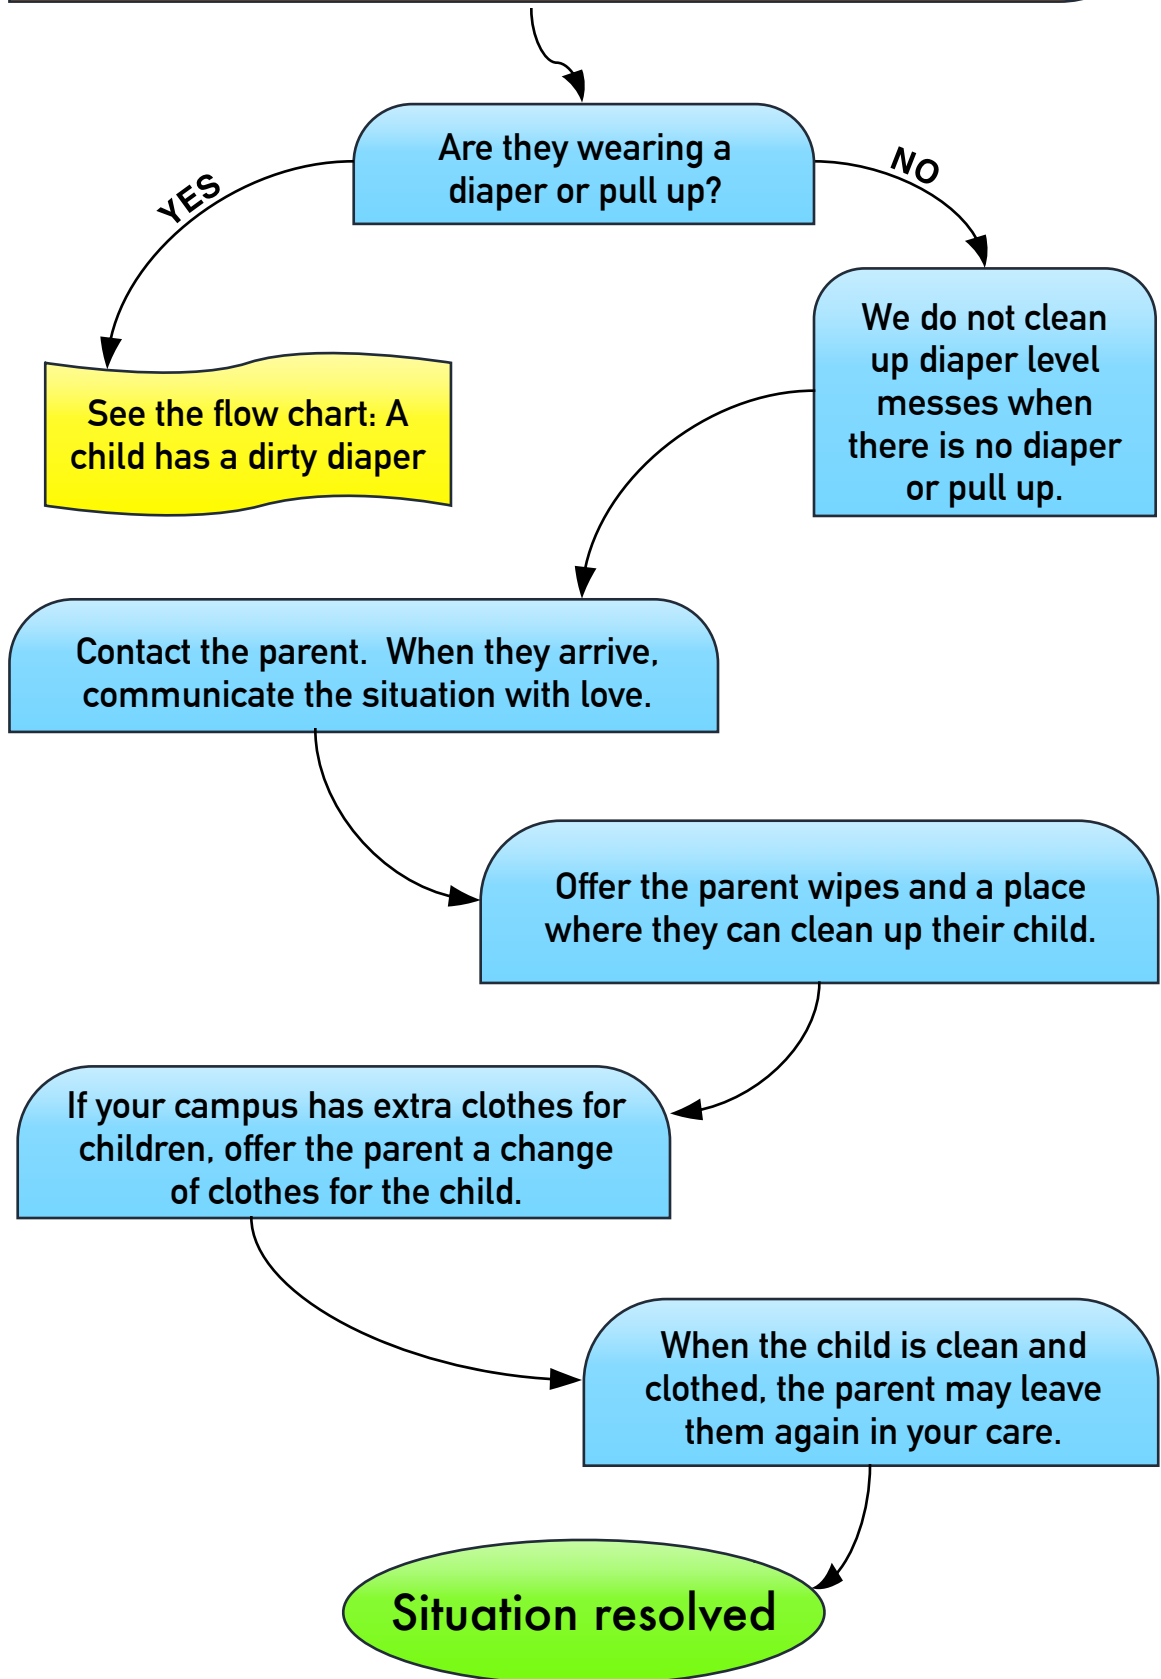 Are they wearing a
diaper or pull up?
YES
NO
We do not clean
up diaper level
messes when
there is no diaper
or pull up.
See the flow chart: A
child has a dirty diaper
Contact the parent.  When they arrive,
communicate the situation with love.
Offer the parent wipes and a place
where they can clean up their child.
If your campus has extra clothes for
children, offer the parent a change
of clothes for the child.
When the child is clean and
clothed, the parent may leave
them again in your care.
Situation resolved